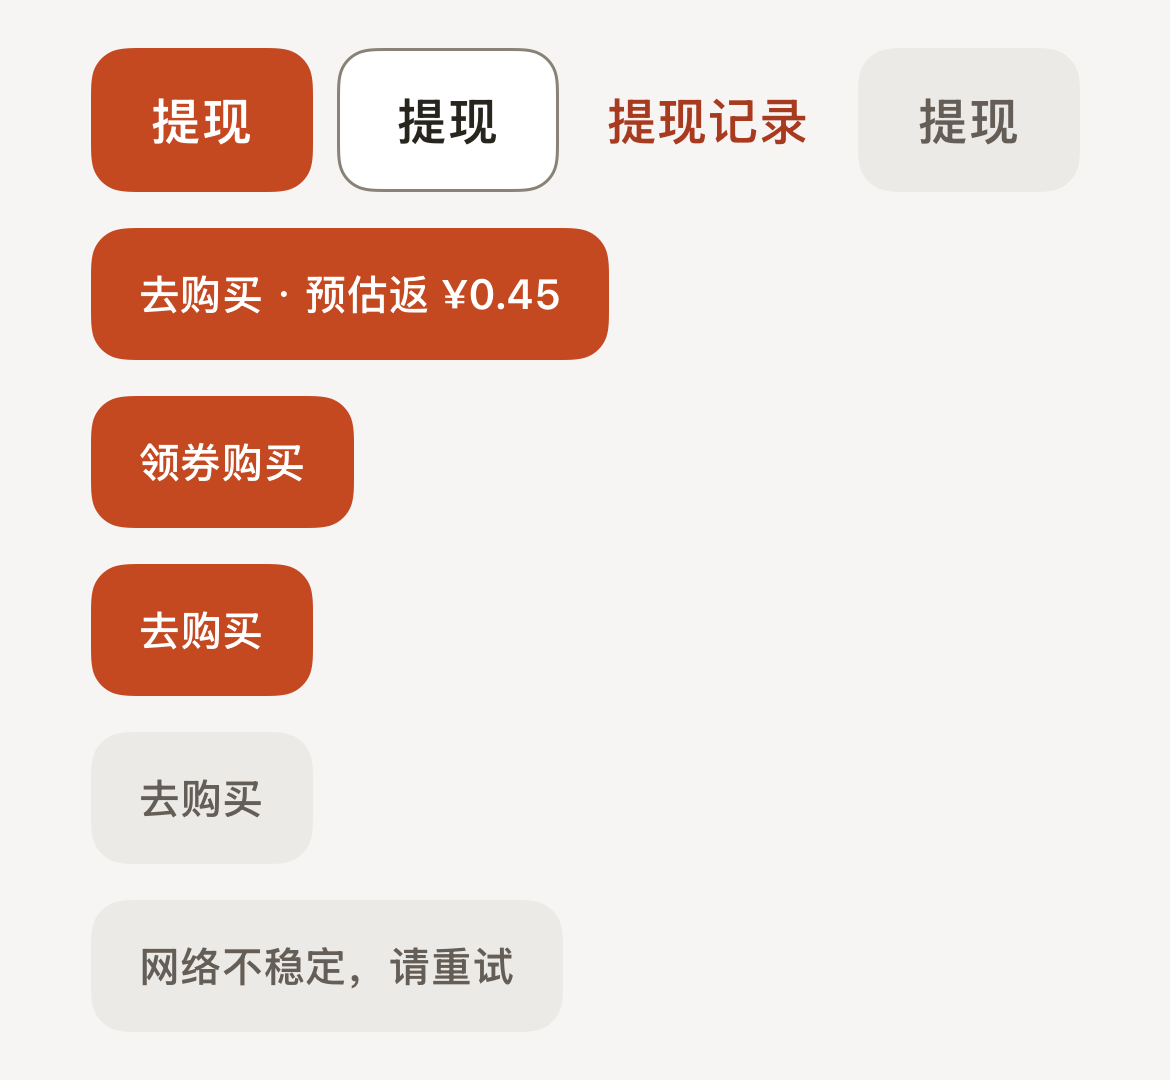 提现 提现 提现记录 提现
去购买 · 预估返 ¥0.45
领券购买
去购买
去购买
网络不稳定，请重试